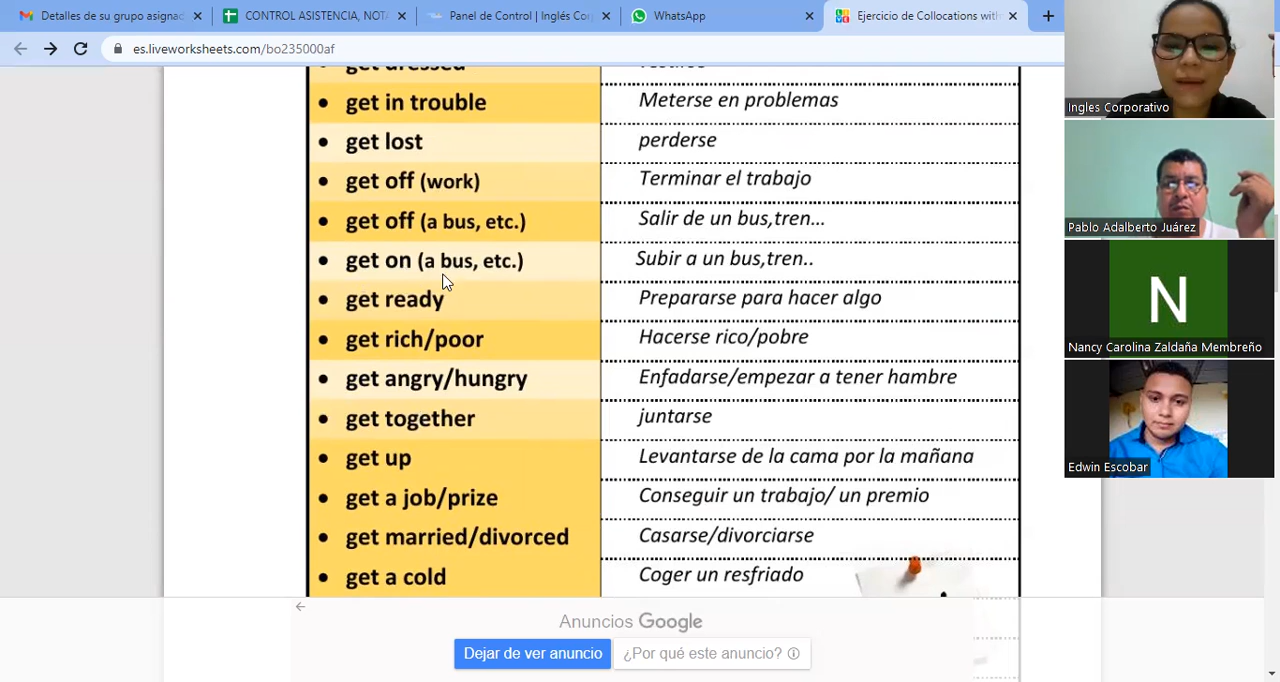 Detalles de su grupo asignad
CONTROL ASISTENCIA, NOTA
Panel de Control | Inglés Corp
WhatsApp
Ejercicio de Collocations with
es.liveworksheets.com/bo235000af
get dressed
vestirse
get in trouble
Meterse en problemas
get lost
perderse
get off (work)
Terminar el trabajo
get off (a bus, etc.)
Salir de un bus,tren...
get on (a bus, etc.)
Subir a un bus,tren..
get ready
Prepararse para hacer algo
get rich/poor
Hacerse rico/pobre
get angry/hungry
Enfadarse/empezar a tener hambre
get together
juntarse
get up
Levantarse de la cama por la mañana
get a job/prize
Conseguir un trabajo/ un premio
get married/divorced
Casarse/divorciarse
get a cold
Coger un resfriado
Anuncios Google
Dejar de ver anuncio
¿Por qué este anuncio?
Ingles Corporativo
Pablo Adalberto Juárez
N
Nancy Carolina Zaldaña Membreño
Edwin Escobar